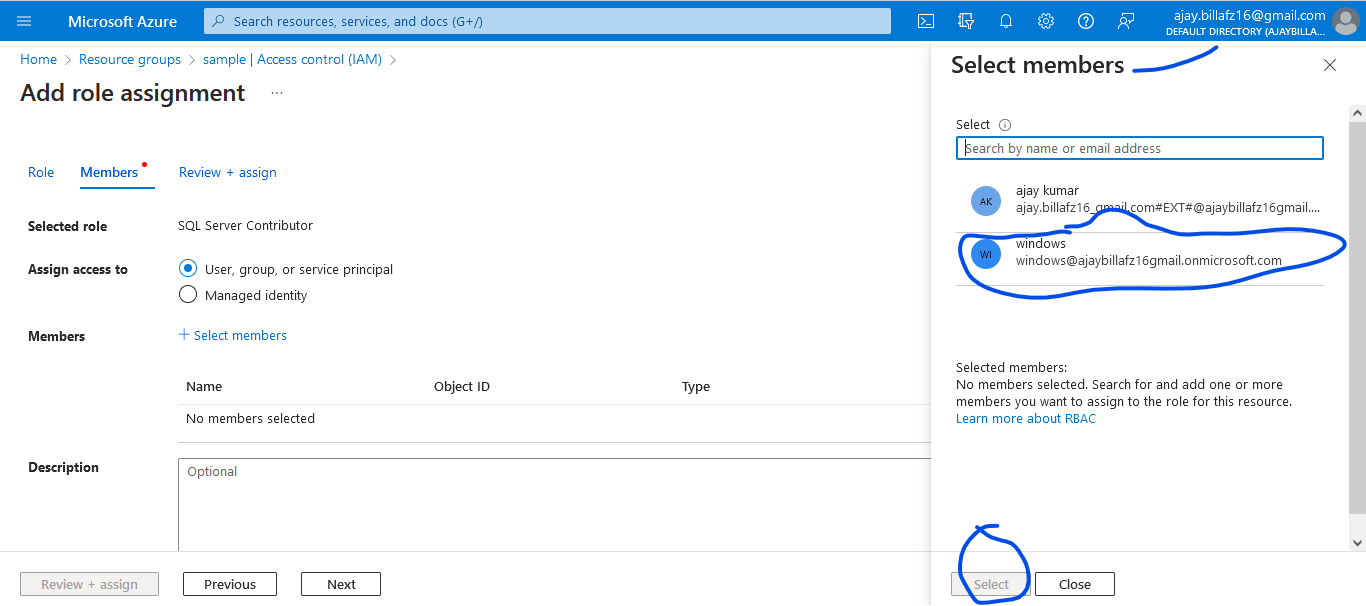 Microsoft Azure
Search resources, services, and docs (G+/)
ajay.billafz16@gmail.com
DEFAULT DIRECTORY (AJAYBILLA...
Home > Resource groups > sample | Access control (IAM) >
Add role assignment ...
Role Members Review + assign
Selected role SQL Server Contributor
Assign access to User, group, or service principal
Managed identity
Members + Select members
Name Object ID Type
No members selected
Description Optional
Review + assign Previous Next
Select members
Select
Search by name or email address
AK
ajay kumar
ajay.billafz16_gmail.com#EXT#@ajaybillafz16gmail....
WI
windows
windows@ajaybillafz16gmail.onmicrosoft.com
Selected members:
No members selected. Search for and add one or more
members you want to assign to the role for this resource.
Learn more about RBAC
Select Close